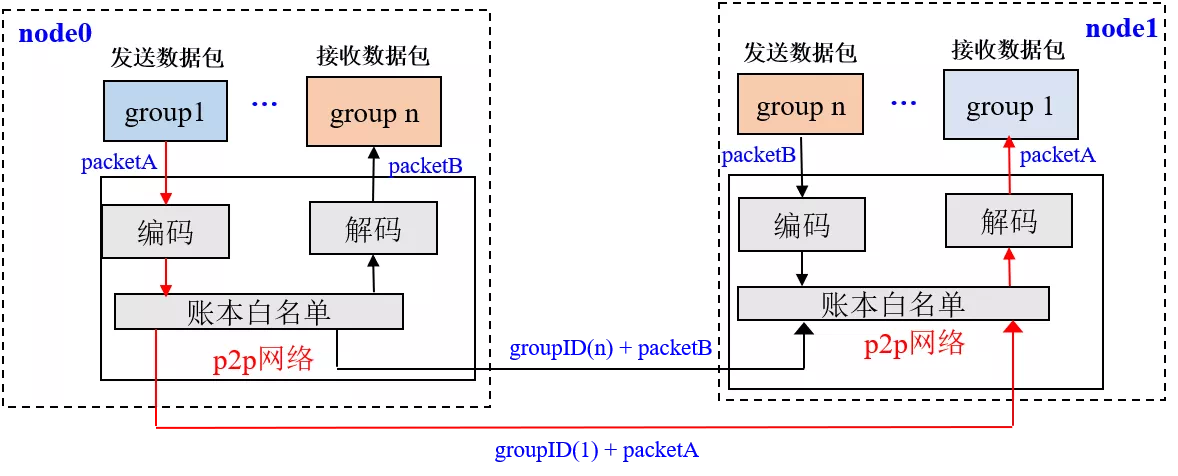 node0
发送数据包
接收数据包
group1
...
group n
packetA
packetB
编码
解码
账本白名单
p2p网络
node1
发送数据包
接收数据包
group n
...
group 1
packetB
packetA
编码
解码
账本白名单
p2p网络
groupID(n) + packetB
groupID(1) + packetA